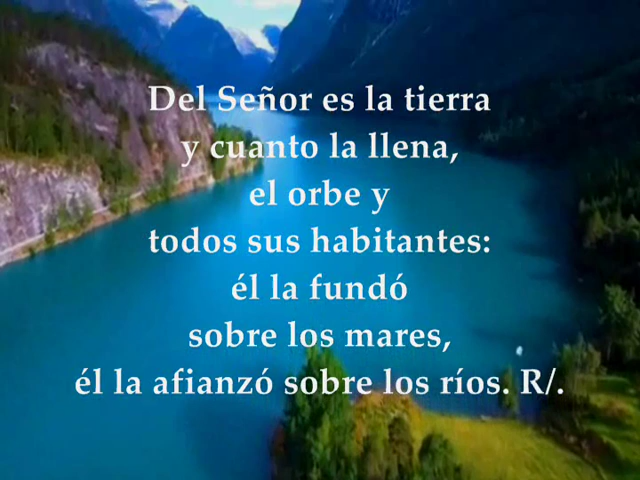 Del Señor es la tierra
y cuanto la llena,
el orbe y
todos sus habitantes:
él la fundó
sobre los mares,
él la afianzó sobre los ríos. R/.